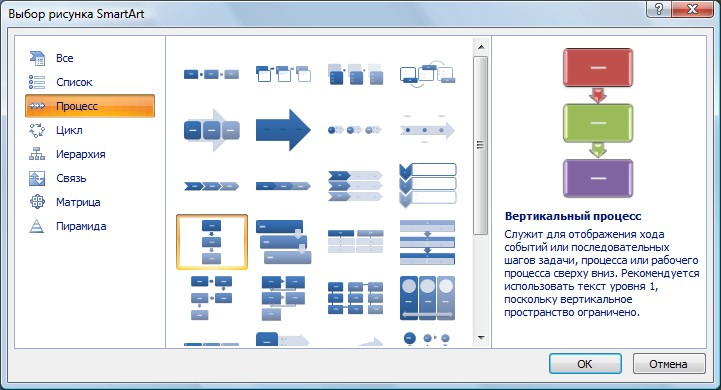 Выбор рисунка SmartArt
Все
Список
Процесс
Цикл
Иерархия
Связь
Матрица
Пирамида
Вертикальный процесс
Служит для отображения хода
событий или последовательных
шагов задачи, процесса или рабочего
процесса сверху вниз. Рекомендуется
использовать текст уровня 1,
поскольку вертикальное
пространство ограничено.
ОК
Отмена